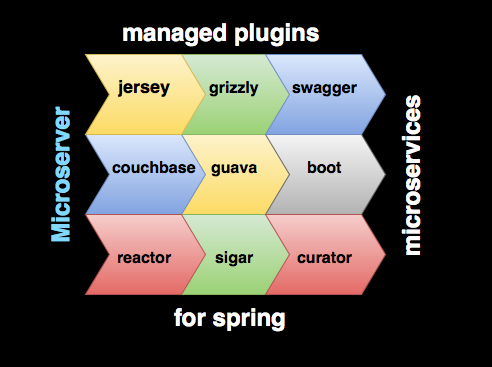 managed plugins
jersey grizzly swagger
Microserver
couchbase guava boot
microservices
reactor sigar curator
for spring